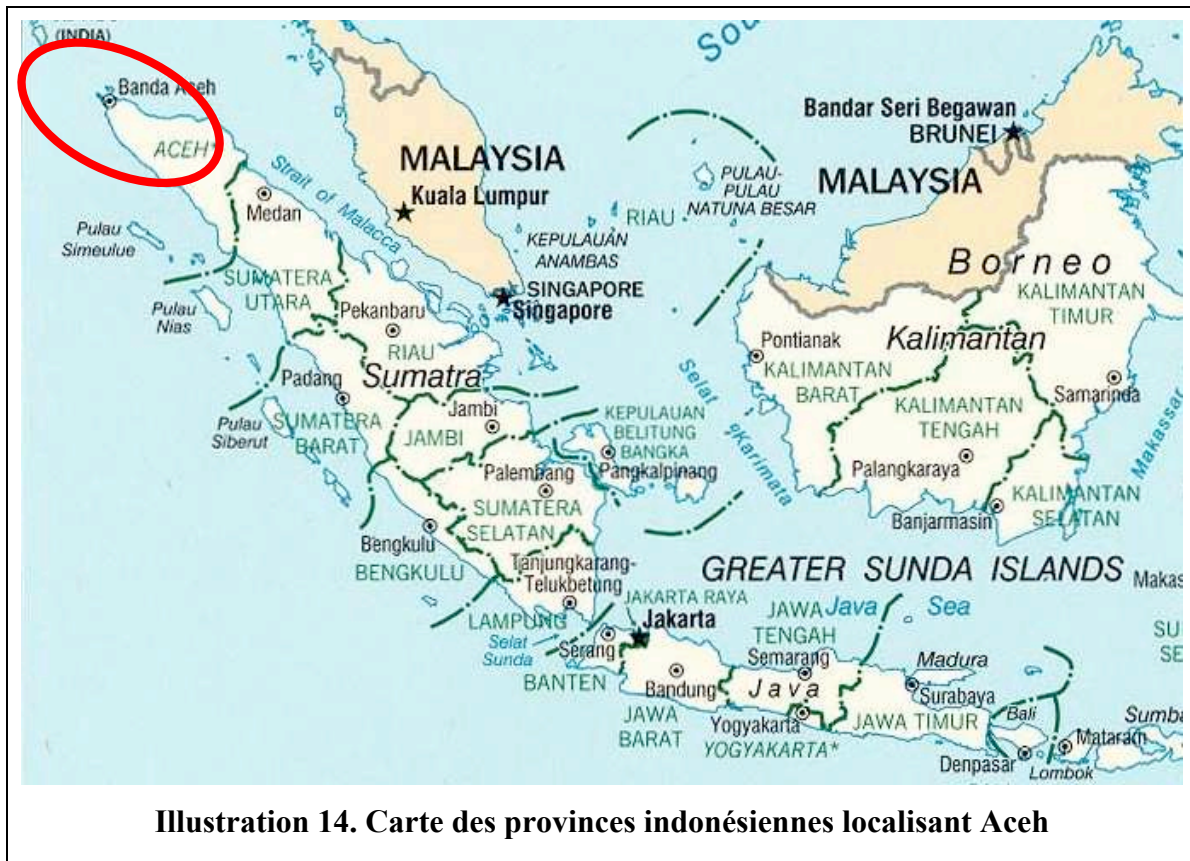 (INDIA)
Banda Aceh
ACEH*
Medan
Strait of Malacca
Pulau
Simeulue
SUMATERA
UTARA
Pulau
Nias
Pekanbaru
RIAU
Padang
Sumatra
Pulau
Siberut
SUMATERA
BARAT
Jambi
JAMBI
KEPULAUAN
BELITUNG
BANGKA
Pangkalpinang
Palembang
SUMATERA
SELATAN
Bengkulu
BENGKULU
Tanjungkarang-
Telukbetung
LAMPUNG
Selat
Sunda
MALAYSIA
Kuala Lumpur
KEPULAUAN
ANAMBAS
SINGAPORE
Singapore
RIAU
PULAU-
PULAU
NATUNA BESAR
Bandar Seri Begawan
BRUNEI
MALAYSIA
Borneo
KALIMANTAN
TIMUR
Kalimantan
Pontianak
KALIMANTAN
BARAT
Selat
Karimata
KALIMANTAN
TENGAH
Samarinda
Palangkaraya
Makassar
KALIMANTAN
SELATAN
Banjarmasin
GREATER SUNDA ISLANDS
JAKARTA RAYA
Jakarta
Serang
BANTEN
Bandung
JAWA
BARAT
JAWA
TENGAH
Java Sea
Semarang
Java
Yogyakarta
YOGYAKARTA*
JAWA TIMUR
Madura
Surabaya
Bali
Denpasar
Mataram
Lombok
Illustration 14. Carte des provinces indonésiennes localisant Aceh